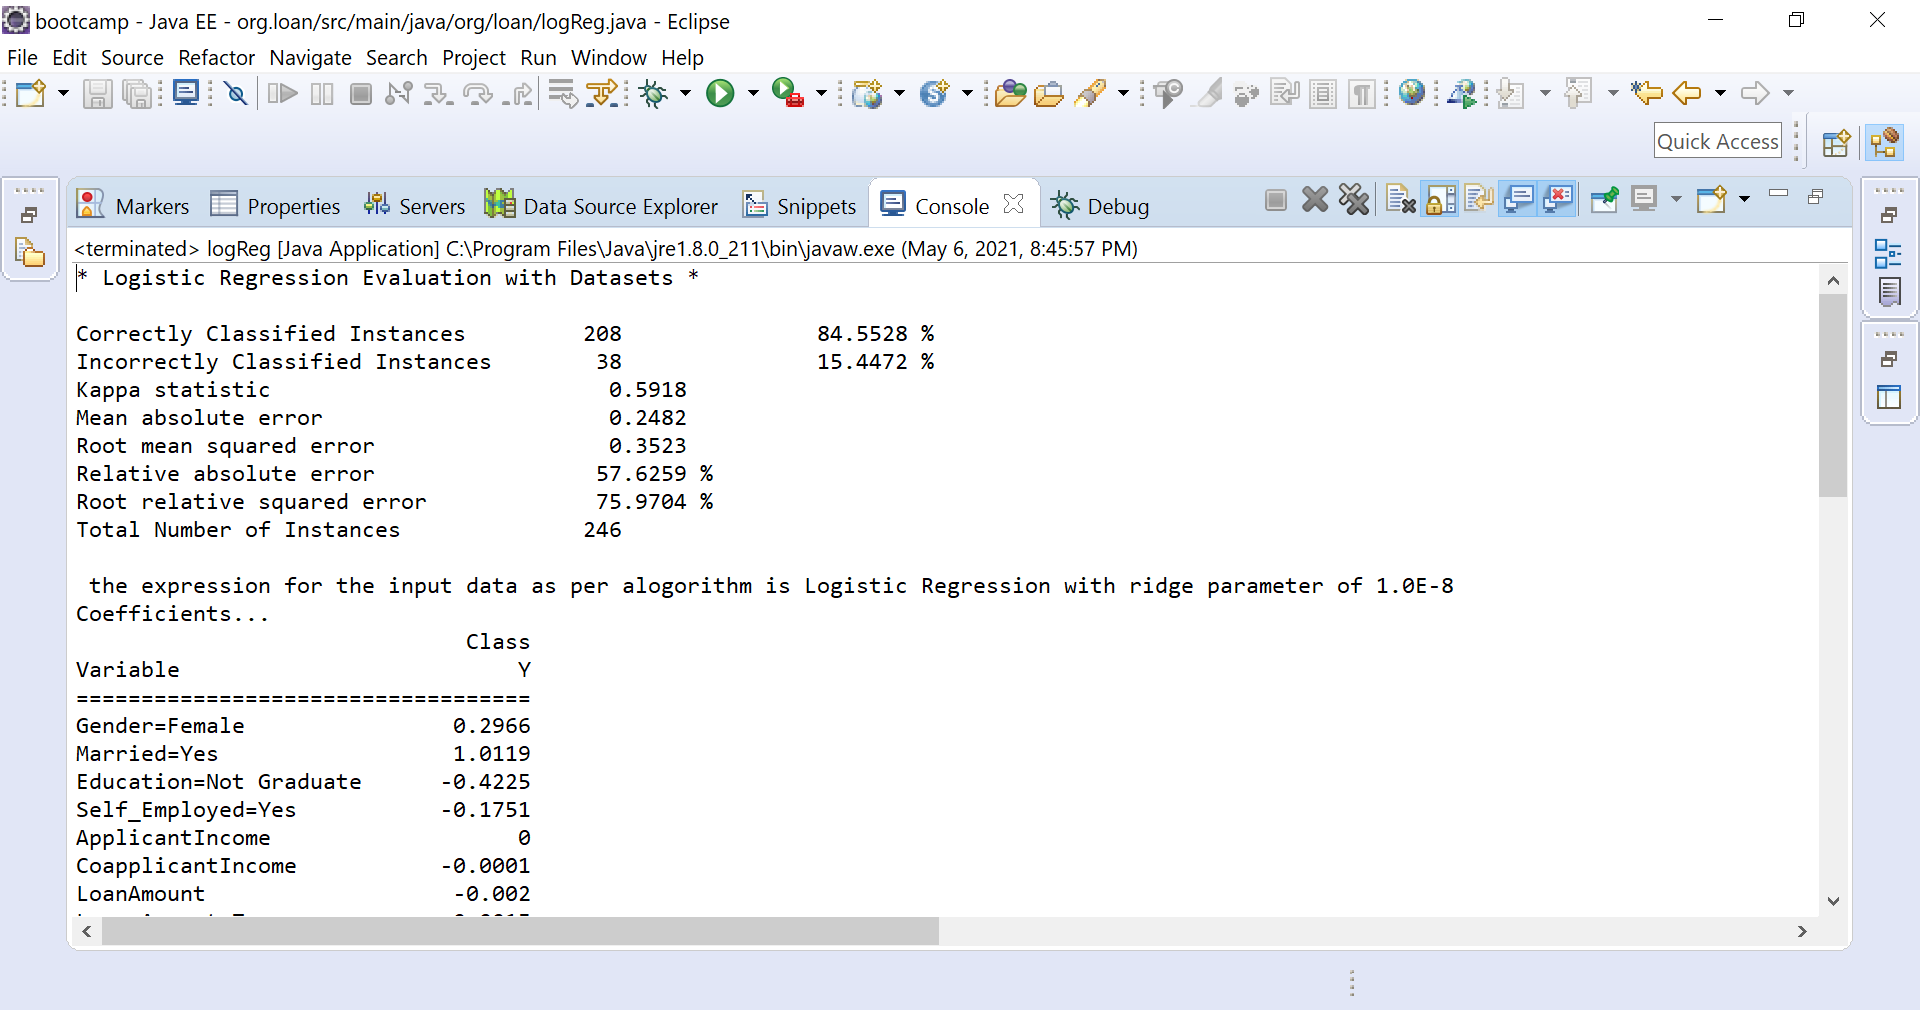 bootcamp - Java EE - org.loan/src/main/java/org/loan/logReg.java - Eclipse
File Edit Source Refactor Navigate Search Project Run Window Help
Quick Access
Markers Properties Servers Data Source Explorer Snippets Console Debug
<terminated> logReg [Java Application] C:\Program Files\Java\jre1.8.0_211\bin\javaw.exe (May 6, 2021, 8:45:57 PM)
* Logistic Regression Evaluation with Datasets *
Correctly Classified Instances 208 84.5528 %
Incorrectly Classified Instances 38 15.4472 %
Kappa statistic 0.5918
Mean absolute error 0.2482
Root mean squared error 0.3523
Relative absolute error 57.6259 %
Root relative squared error 75.9704 %
Total Number of Instances 246
the expression for the input data as per alogorithm is Logistic Regression with ridge parameter of 1.0E-8
Coefficients...
Class
Variable Y
===================================
Gender=Female 0.2966
Married=Yes 1.0119
Education=Not Graduate -0.4225
Self_Employed=Yes -0.1751
ApplicantIncome 0
CoapplicantIncome -0.0001
LoanAmount -0.002